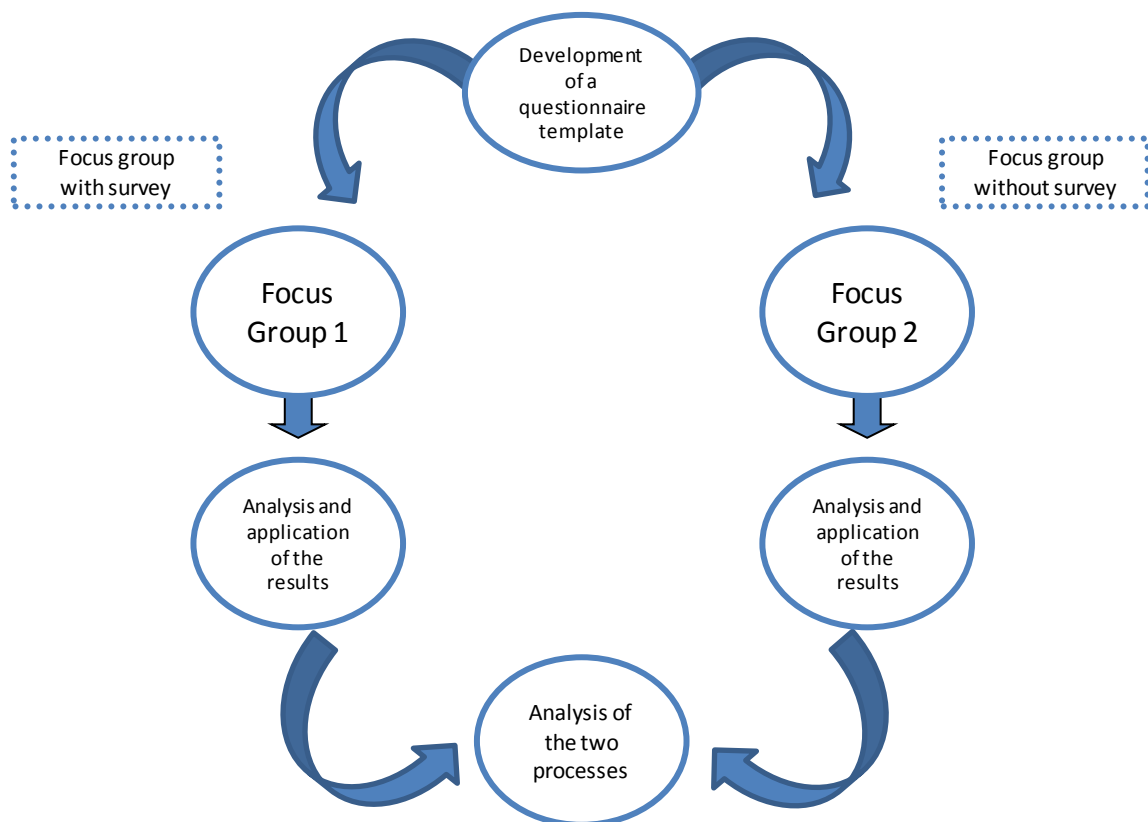 Development
of a
questionnaire
template
Focus group
with survey
Focus group
without survey
Focus
Group 1
Focus
Group 2
Analysis and
application
of the
results
Analysis and
application
of the
results
Analysis of
the two
processes